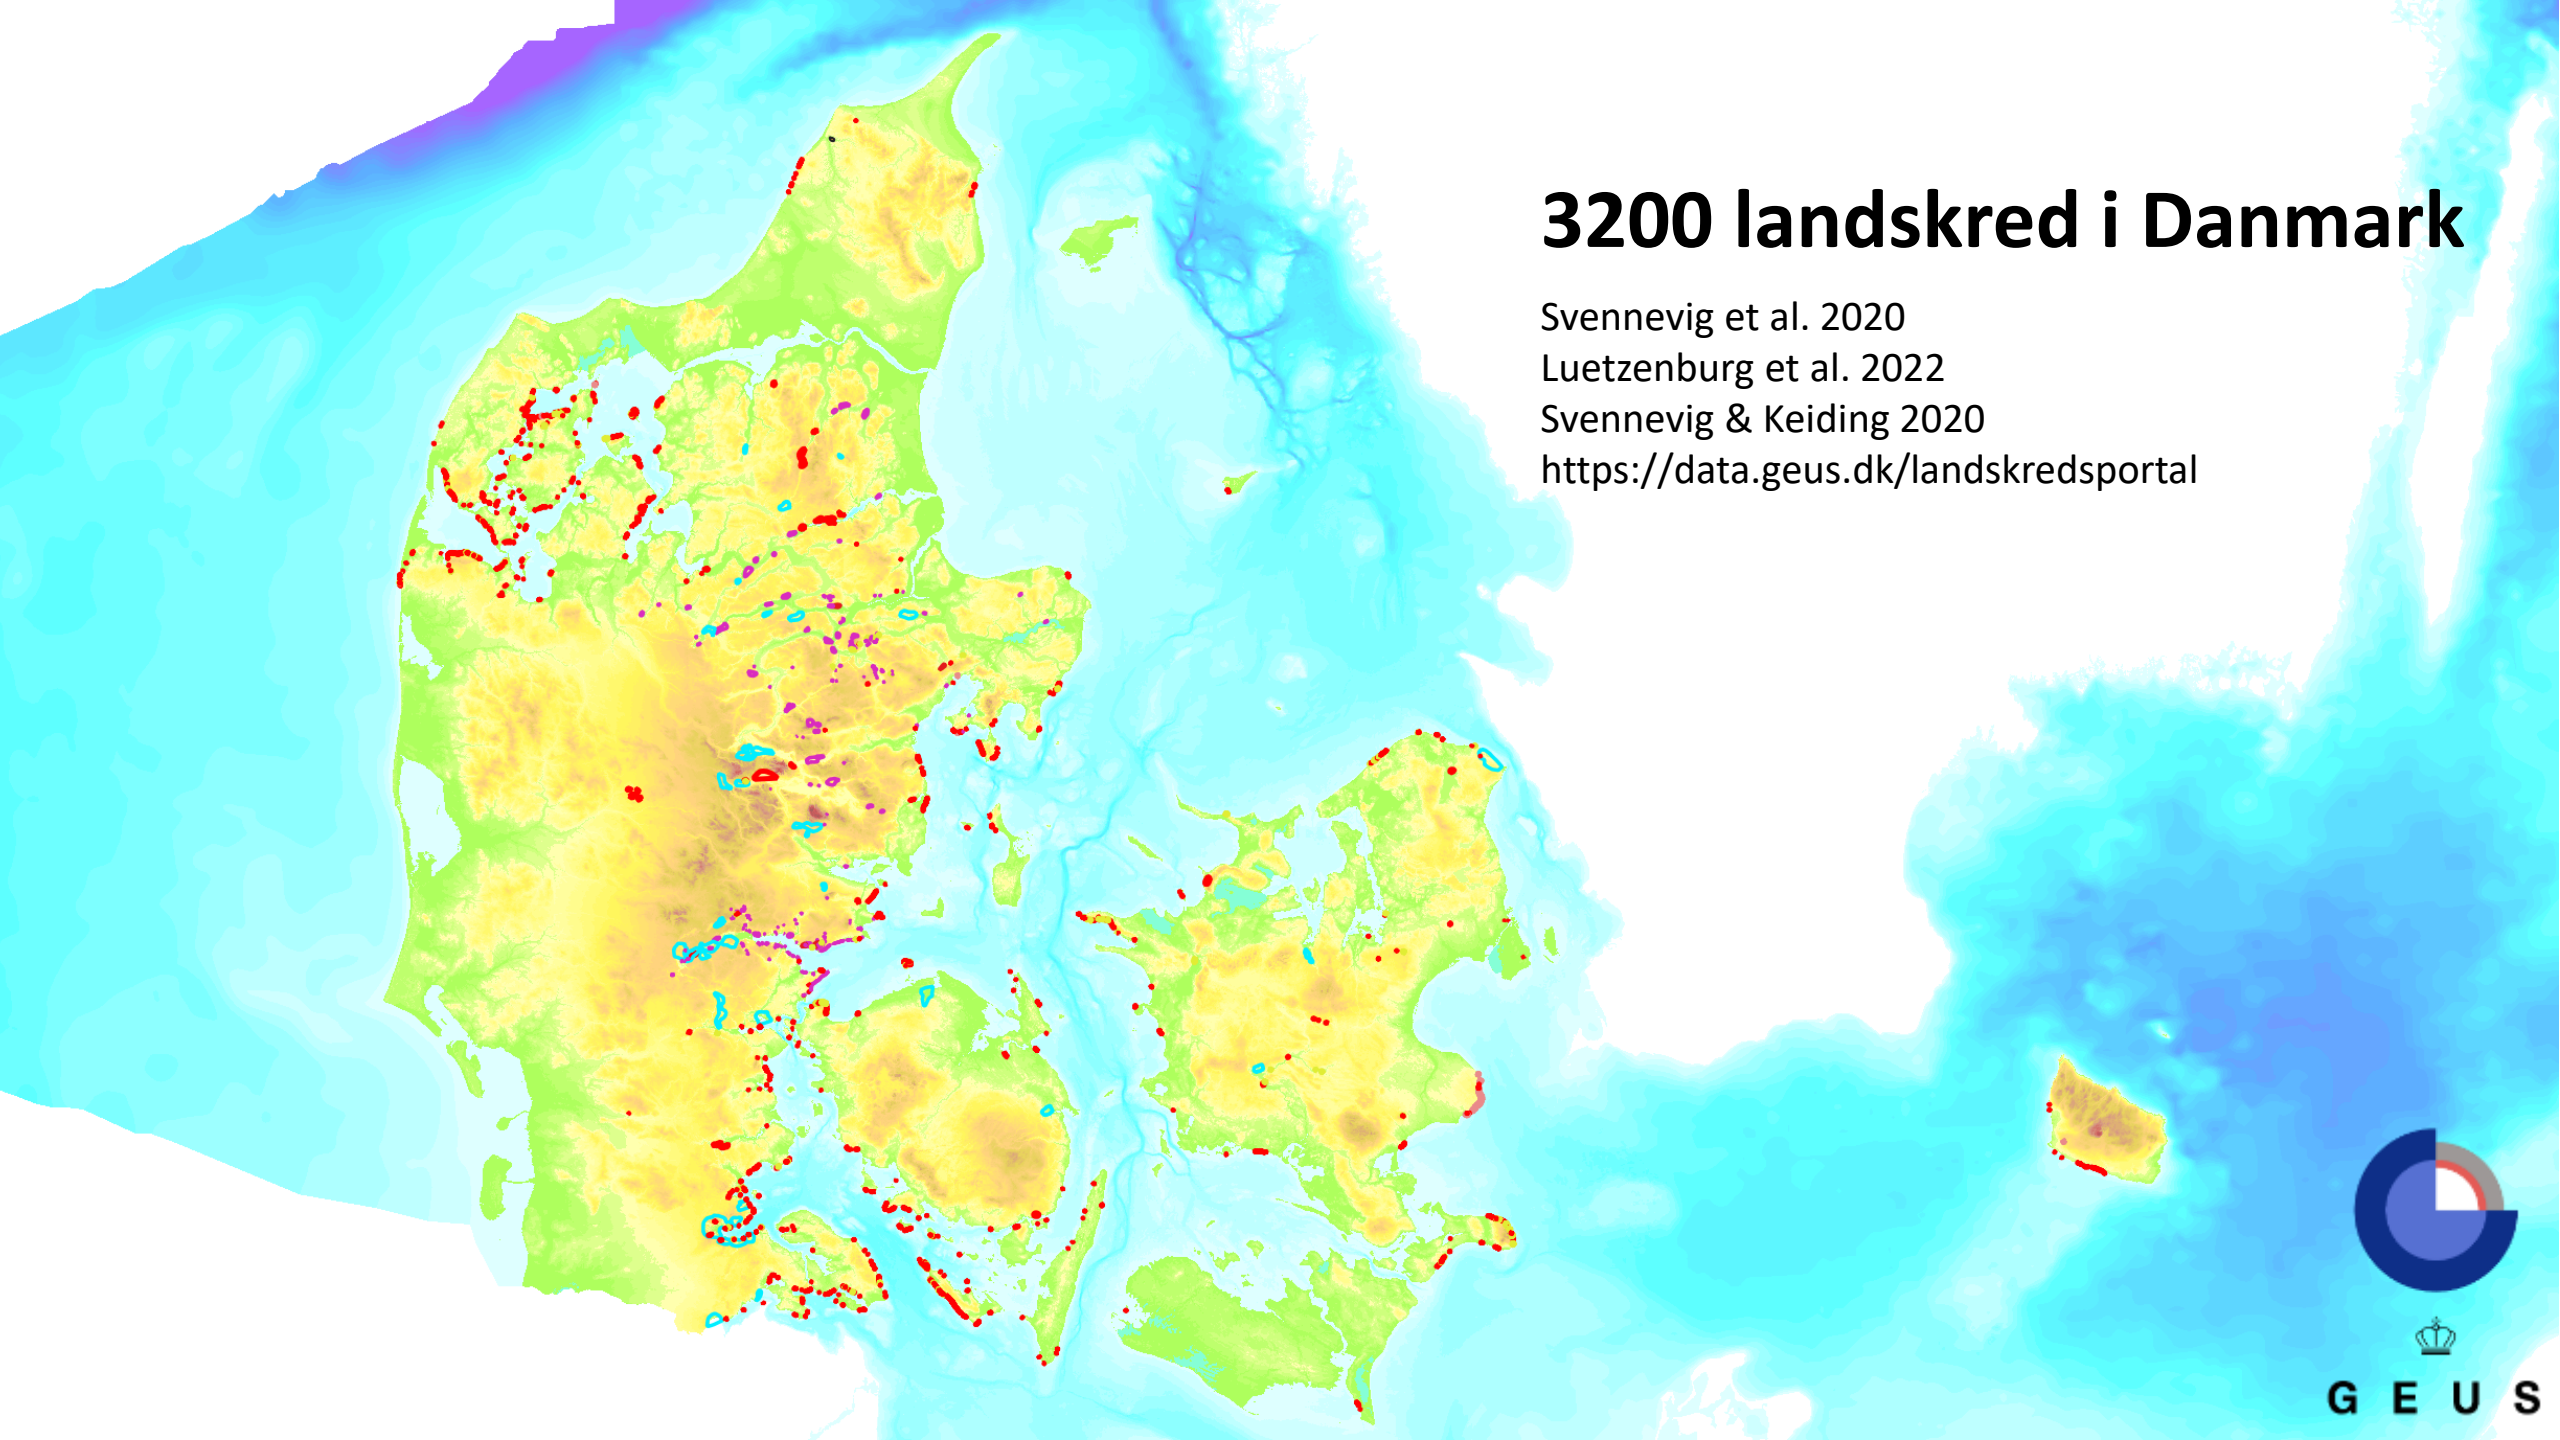 3200 landskred i Danmark
Svennevig et al. 2020
Luetzenburg et al. 2022
Svennevig & Keiding 2020
https://data.geus.dk/landskredsportal
G E U S